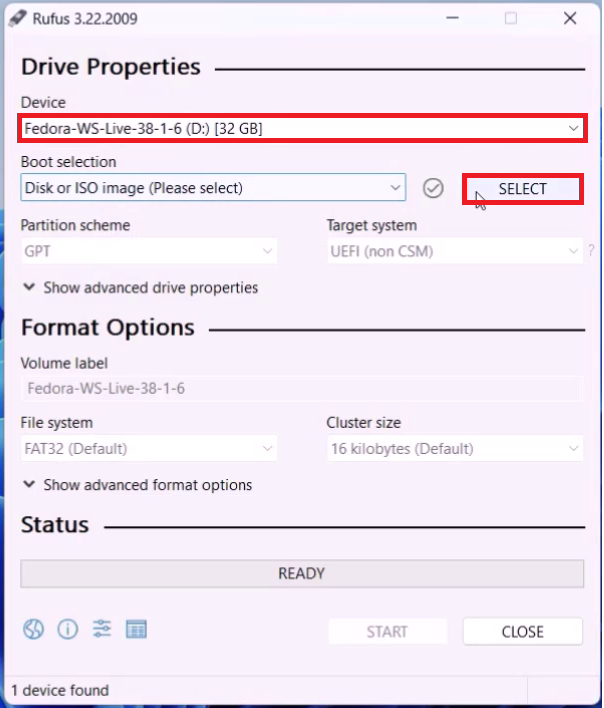 Rufus 3.22.2009
Drive Properties
Device
Fedora-WS-Live-38-1-6 (D:) [32 GB]
Boot selection
Disk or ISO image (Please select)
SELECT
Partition scheme
Target system
GPT
UEFI (non CSM)
?
Show advanced drive properties
Format Options
Volume label
Fedora-WS-Live-38-1-6
File system
Cluster size
FAT32 (Default)
16 kilobytes (Default)
Show advanced format options
Status
READY
START
CLOSE
1 device found